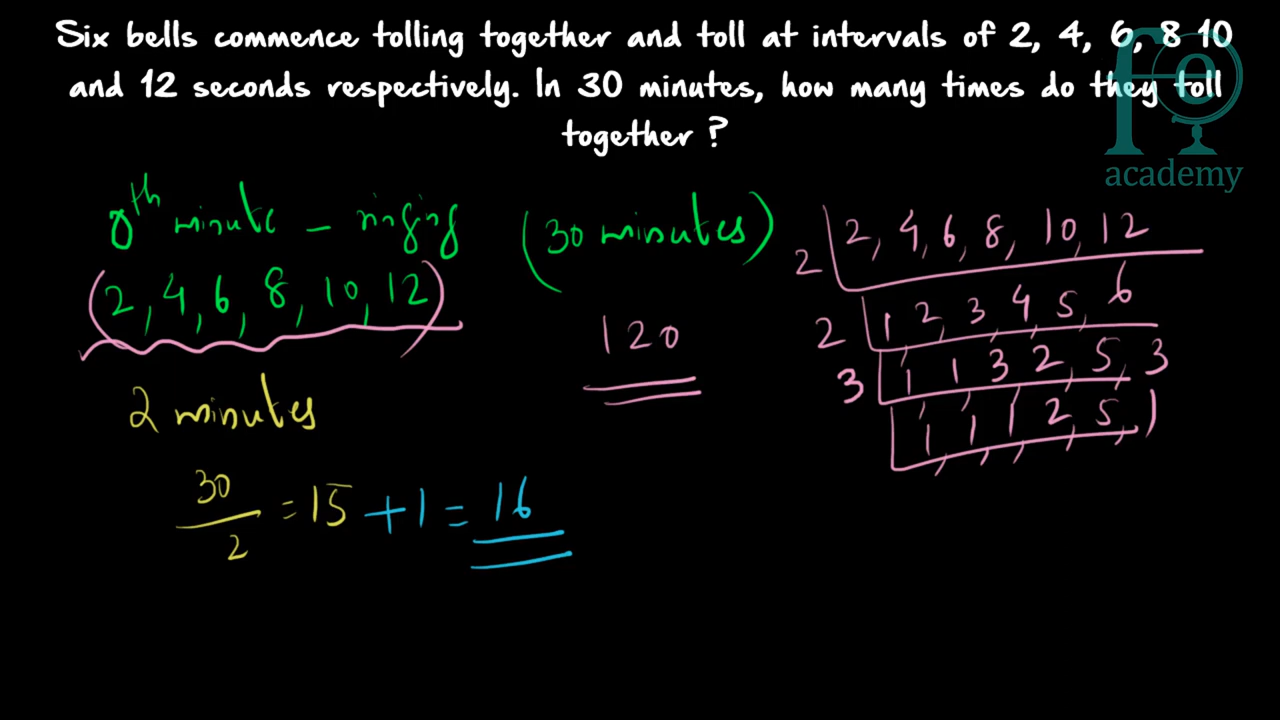 Six bells commence tolling together and toll at intervals of 2, 4, 6, 8 10
and 12 seconds respectively. In 30 minutes, how many times do they toll
together ?
fe
academy
0th minute - ringing (30 minutes)
(2, 4, 6, 8, 10, 12)
120
2 minutes
30/2 = 15 + 1 = 16
2 | 2, 4, 6, 8, 10, 12
2 | 1, 2, 3, 4, 5, 6
3 | 1, 1, 3, 2, 5, 3
1, 1, 1, 2, 5, 1